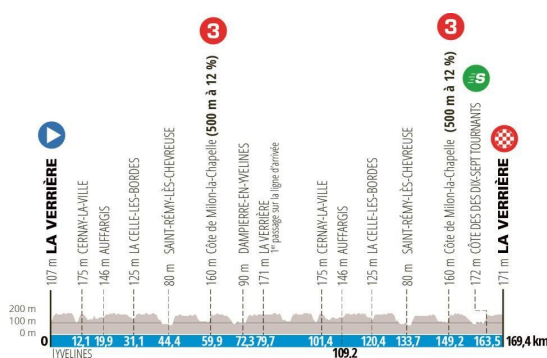 3
3
S
LA VERRIÈRE
107 m
175 m CERNAY-LA-VILLE
146 m AUFFARGIS
125 m LA CELLE-LES-BORDES
80 m SAINT-RÉMY-LÈS-CHEVREUSE
160 m Côte de Milon-la-Chapelle (500 m à 12 %)
90 m DAMPIERRE-EN-YVELINES
171 m LA VERRIÈRE
1er passage sur la ligne d'arrivée
175 m CERNAY-LA-VILLE
146 m AUFFARGIS
125 m LA CELLE-LES-BORDES
80 m SAINT-RÉMY-LÈS-CHEVREUSE
160 m Côte de Milon-la-Chapelle (500 m à 12 %)
172 m CÔTE DES DES DIX-SEPT TOURNANTS
171 m LA VERRIÈRE
200 m
100 m
0 m
0 12,1 19,9 31,1 44,4 59,9 72,3 79,7 101,4 120,4 133,7 149,2 163,5 169,4 km
YVELINES
109,2